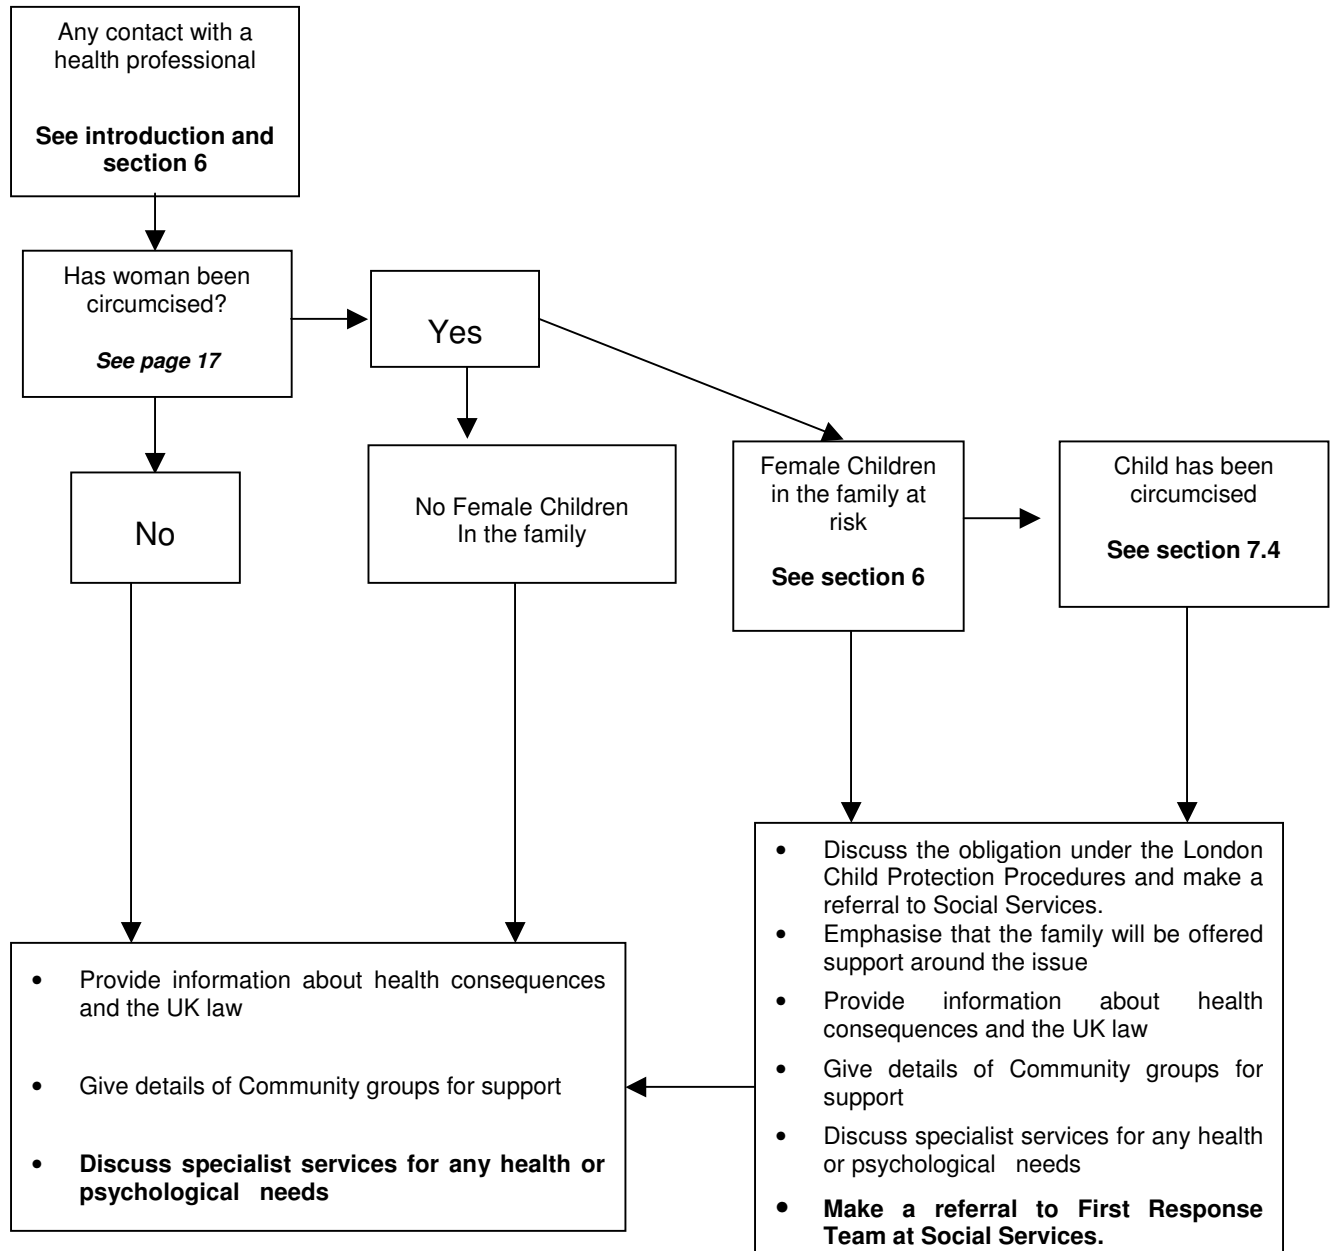 Any contact with a
health professional
See introduction and
section 6
Has woman been
circumcised?
See page 17
Yes
No
No Female Children
In the family
Female Children
in the family at
risk
See section 6
Child has been
circumcised
See section 7.4
• Provide information about health consequences
and the UK law
• Give details of Community groups for support
• Discuss specialist services for any health or
psychological needs
• Discuss the obligation under the London
Child Protection Procedures and make a
referral to Social Services.
• Emphasise that the family will be offered
support around the issue
• Provide information about health
consequences and the UK law
• Give details of Community groups for
support
• Discuss specialist services for any health
or psychological needs
• Make a referral to First Response
Team at Social Services.